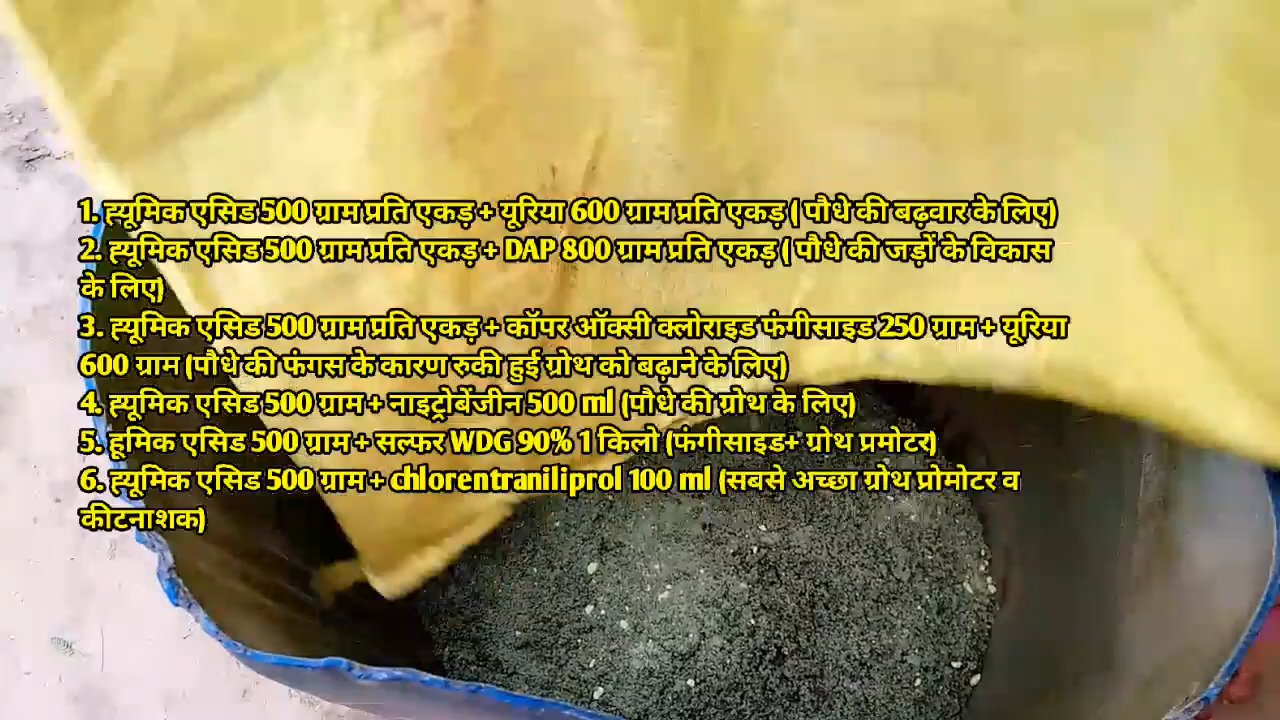 1. ह्यूमिक एसिड 500 ग्राम प्रति एकड़ + यूरिया 600 ग्राम प्रति एकड़ ( पौधे की बढ़वार के लिए)
2. ह्यूमिक एसिड 500 ग्राम प्रति एकड़ + DAP 800 ग्राम प्रति एकड़ ( पौधे की जड़ों के विकास
के लिए)
3. ह्यूमिक एसिड 500 ग्राम प्रति एकड़ + कॉपर ऑक्सी क्लोराइड फंगीसाइड 250 ग्राम + यूरिया
600 ग्राम (पौधे की फंगस के कारण रुकी हुई ग्रोथ को बढ़ाने के लिए)
4. ह्यूमिक एसिड 500 ग्राम + नाइट्रोबेंजीन 500 ml (पौधे की ग्रोथ के लिए)
5. हूमिक एसिड 500 ग्राम + सल्फर WDG 90% 1 किलो (फंगीसाइड+ ग्रोथ प्रमोटर)
6. ह्यूमिक एसिड 500 ग्राम + chlorentraniliprol 100 ml (सबसे अच्छा ग्रोथ प्रोमोटर व
कीटनाशक)